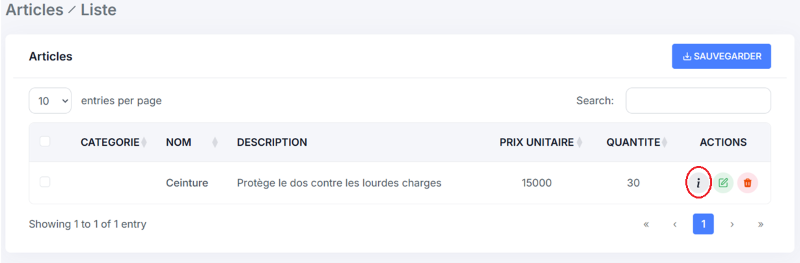 Articles / Liste
Articles
SAUVEGARDER
10 entries per page
Search:
CATEGORIE NOM DESCRIPTION PRIX UNITAIRE QUANTITE ACTIONS
Ceinture Protège le dos contre les lourdes charges 15000 30 i
Showing 1 to 1 of 1 entry
« ‹ 1 › »